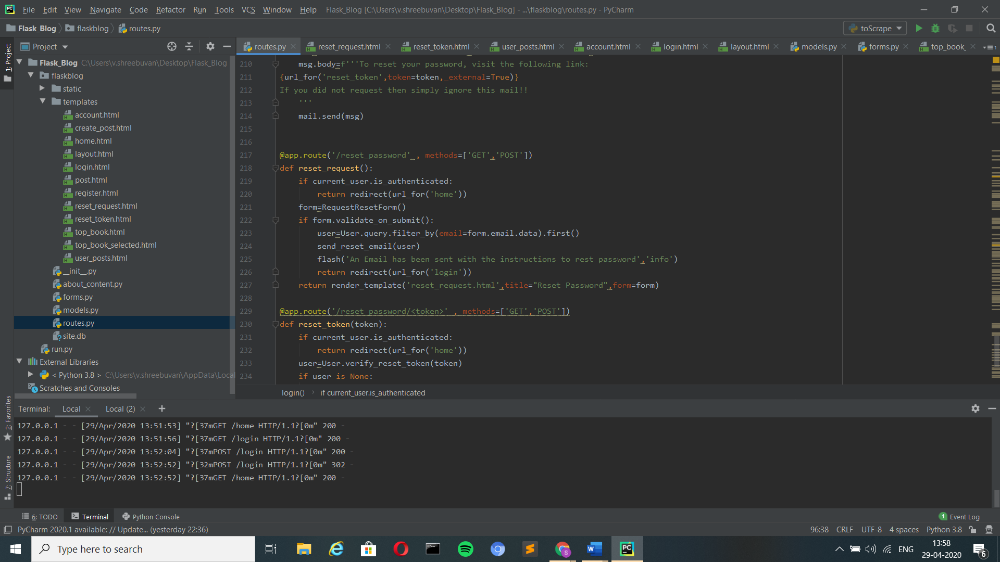 File Edit View Navigate Code Refactor Run Tools VCS Window Help Flask_Blog [C:\Users\v.shreebuvan\Desktop\Flask_Blog] - ...\flaskblog\routes.py - PyCharm
Flask_Blog flaskblog routes.py toScrape
1: Project
Project
routes.py reset_request.html reset_token.html user_posts.html account.html login.html layout.html models.py forms.py top_book_
Flask_Blog C:\Users\v.shreebuvan\Desktop\Flask_Blog
flaskblog
static
templates
account.html
create_post.html
home.html
layout.html
login.html
post.html
register.html
reset_request.html
reset_token.html
top_book.html
top_book_selected.html
user_posts.html
__init__.py
about_content.py
forms.py
models.py
routes.py
site.db
run.py
External Libraries
< Python 3.8 > C:\Users\v.shreebuvan\AppData\Local
Scratches and Consoles
210 msg.body=f'''To reset your password, visit the following link:
211 {url_for('reset_token',token=token,_external=True)}
212 If you did not request then simply ignore this mail!!
213 '''
214 mail.send(msg)
215
216
217 @app.route('/reset_password' , methods=['GET','POST'])
218 def reset_request():
219 if current_user.is_authenticated:
220 return redirect(url_for('home'))
221 form=RequestResetForm()
222 if form.validate_on_submit():
223 user=User.query.filter_by(email=form.email.data).first()
224 send_reset_email(user)
225 flash('An Email has been sent with the instructions to rest password','info')
226 return redirect(url_for('login'))
227 return render_template('reset_request.html',title="Reset Password",form=form)
228
229 @app.route('/reset_password/<token>' , methods=['GET','POST'])
230 def reset_token(token):
231 if current_user.is_authenticated:
232 return redirect(url_for('home'))
233 user=User.verify_reset_token(token)
234 if user is None:
login() › if current_user.is_authenticated
2: Favorites
7: Structure
Terminal: Local Local (2) +
127.0.0.1 - - [29/Apr/2020 13:51:53] "?[37mGET /home HTTP/1.1?[0m" 200 -
127.0.0.1 - - [29/Apr/2020 13:51:56] "?[37mGET /login HTTP/1.1?[0m" 200 -
127.0.0.1 - - [29/Apr/2020 13:52:04] "?[37mPOST /login HTTP/1.1?[0m" 200 -
127.0.0.1 - - [29/Apr/2020 13:52:52] "?[32mPOST /login HTTP/1.1?[0m" 302 -
127.0.0.1 - - [29/Apr/2020 13:52:52] "?[37mGET /home HTTP/1.1?[0m" 200 -
6: TODO Terminal Python Console 1 Event Log
PyCharm 2020.1 available: // Update... (yesterday 22:36) 96:38 CRLF UTF-8 4 spaces Python 3.8
Type here to search ENG 13:58
29-04-2020 6